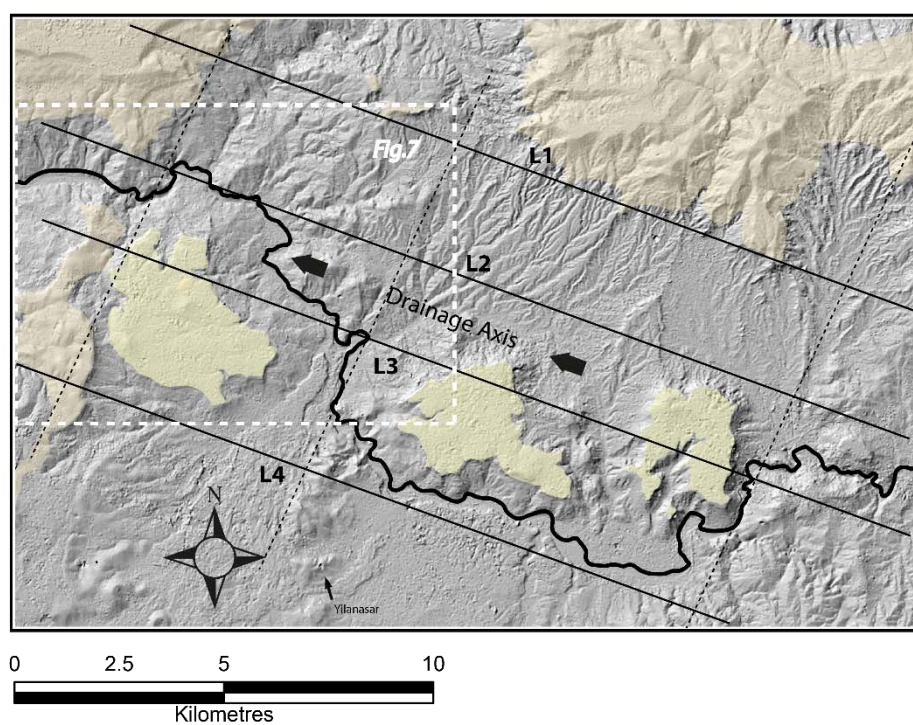 Fig.7
L1
L2
Drainage Axis
L3
L4
N
Yilanasar
0 2.5 5 10
Kilometres